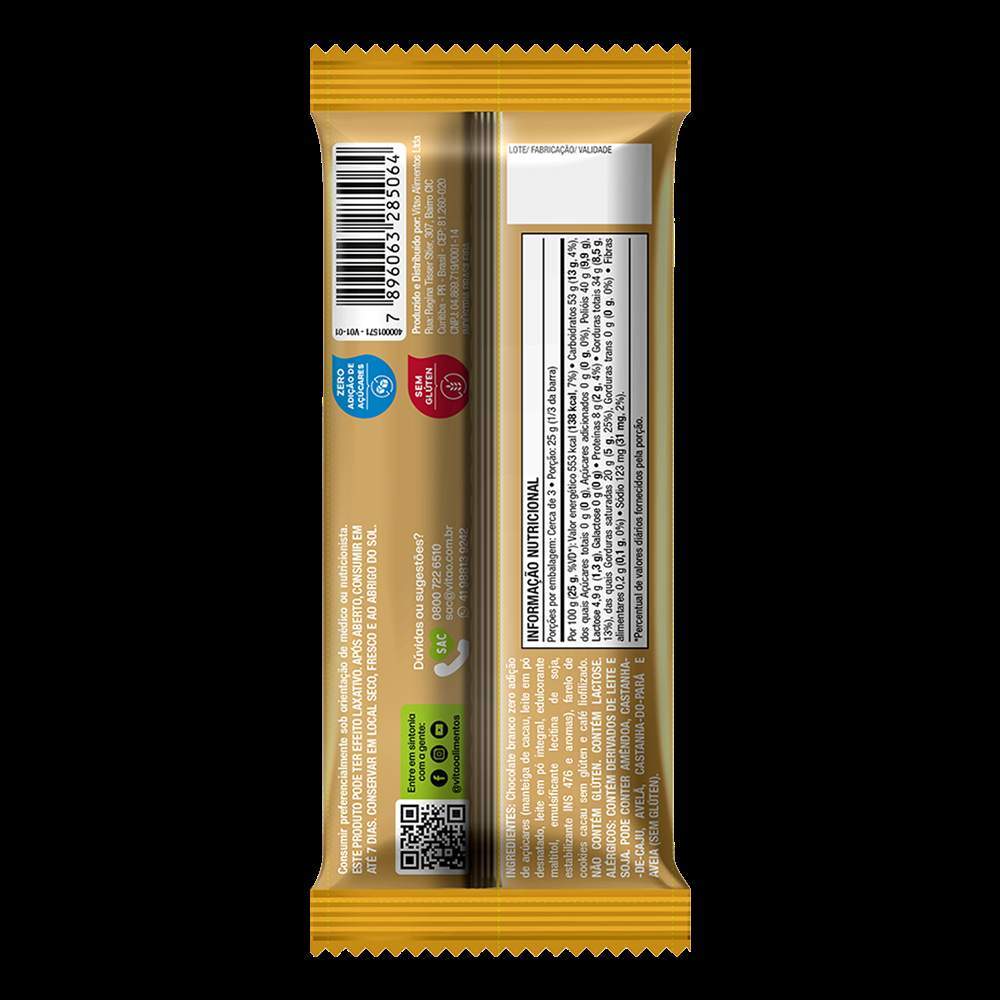 7 896063 285064
400001571 - V01-01
Produzido e Distribuído por: Vitao Alimentos Ltda
Rua: Regina Tisser Stier, 307, Bairro CIC
Curitiba - PR - Brasil - CEP: 81.260-020
CNPJ: 04.869.719/0001-14
INDÚSTRIA BRASILEIRA
ZERO
ADIÇÃO DE
AÇÚCARES
SEM
GLÚTEN
Consumir preferencialmente sob orientação de médico ou nutricionista.
ESTE PRODUTO PODE TER EFEITO LAXATIVO. APÓS ABERTO, CONSUMIR EM
ATÉ 7 DIAS. CONSERVAR EM LOCAL SECO, FRESCO E AO ABRIGO DO SOL.
SAC
Dúvidas ou sugestões?
0800 722 6510
sac@vitao.com.br
41 98813 9242
Entre em sintonia
com a gente:
@vitaoalimentos
LOTE/ FABRICAÇÃO/ VALIDADE
INFORMAÇÃO NUTRICIONAL
Porções por embalagem: Cerca de 3 • Porção: 25 g (1/3 da barra)
Por 100 g (25 g, %VD*): Valor energético 553 kcal (138 kcal, 7%) • Carboidratos 53 g (13 g, 4%),
dos quais Açúcares totais 0 g (0 g), Açúcares adicionados 0 g (0 g, 0%), Polióis 40 g (9,9 g),
Lactose 4,9 g (1,3 g), Galactose 0 g (0 g) • Proteínas 8 g (2 g, 4%) • Gorduras totais 34 g (8,5 g,
13%), das quais Gorduras saturadas 20 g (5 g, 25%), Gorduras trans 0 g (0 g, 0%) • Fibras
alimentares 0,2 g (0,1 g, 0%) • Sódio 123 mg (31 mg, 2%).
*Percentual de valores diários fornecidos pela porção.
INGREDIENTES: Chocolate branco zero adição
de açúcares (manteiga de cacau, leite em pó
desnatado, leite em pó integral, edulcorante
maltitol, emulsificante lecitina de soja,
estabilizante INS 476 e aromas), farelo de
cookies cacau sem glúten e café liofilizado.
NÃO CONTÉM GLÚTEN. CONTÉM LACTOSE.
ALÉRGICOS: CONTÉM DERIVADOS DE LEITE E
SOJA. PODE CONTER AMÊNDOA, CASTANHA-
-DE-CAJU, AVELÃ, CASTANHA-DO-PARÁ E
AVEIA (SEM GLÚTEN).